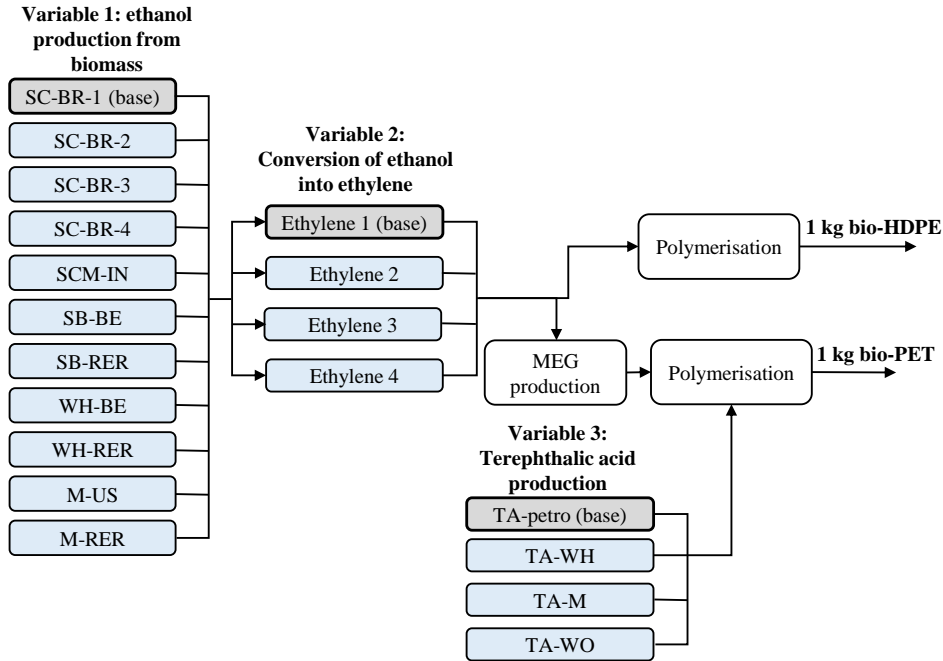 Variable 1: ethanol
production from
biomass
SC-BR-1 (base)
SC-BR-2
SC-BR-3
SC-BR-4
SCM-IN
SB-BE
SB-RER
WH-BE
WH-RER
M-US
M-RER
Variable 2:
Conversion of ethanol
into ethylene
Ethylene 1 (base)
Ethylene 2
Ethylene 3
Ethylene 4
Polymerisation
1 kg bio-HDPE
MEG
production
Polymerisation
1 kg bio-PET
Variable 3:
Terephthalic acid
production
TA-petro (base)
TA-WH
TA-M
TA-WO